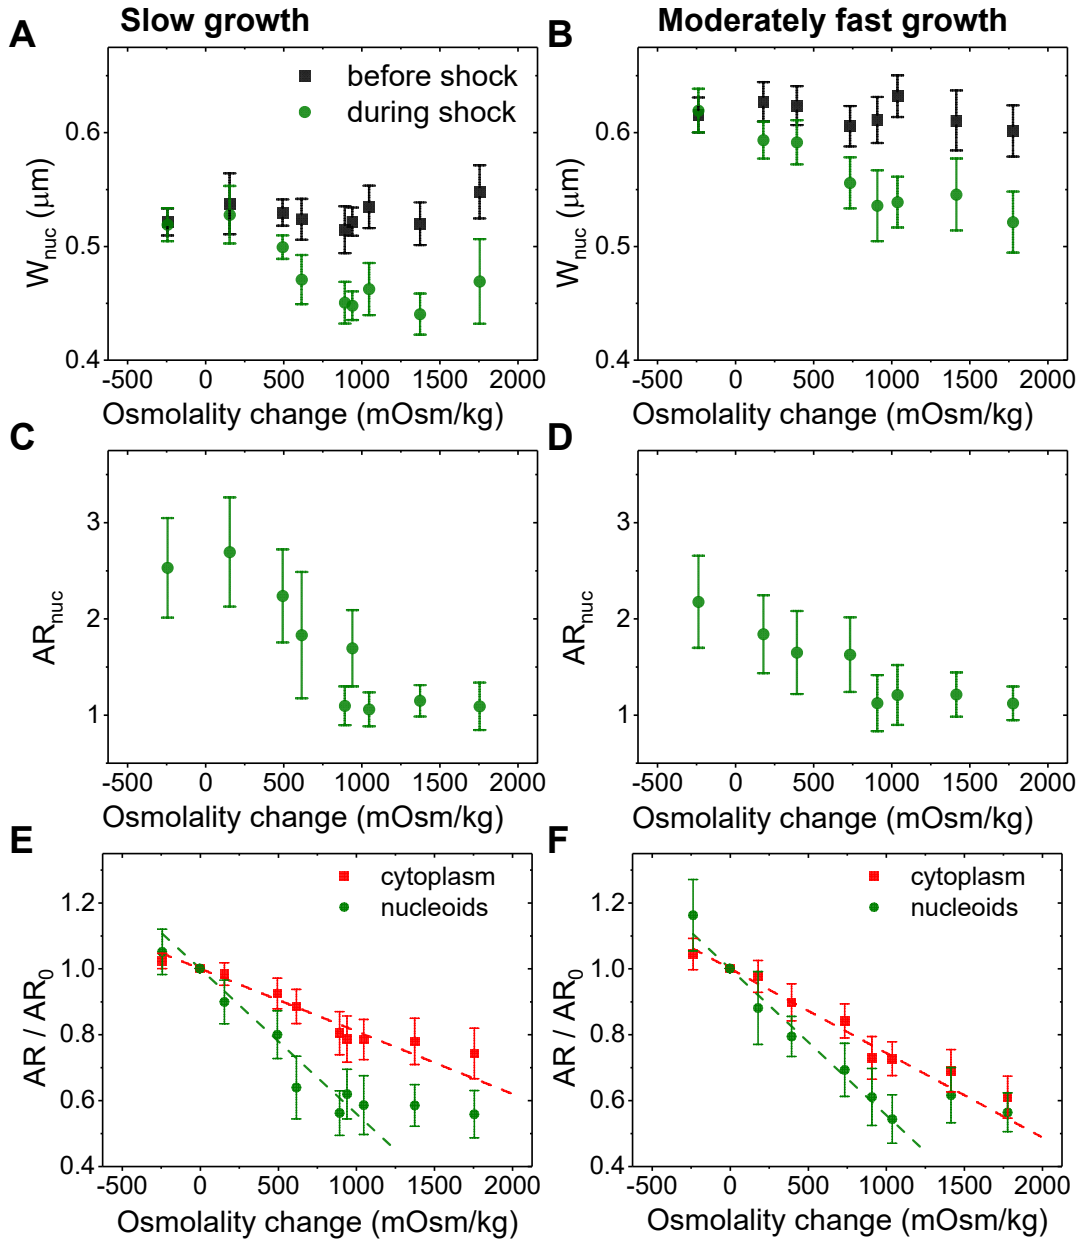 Slow growth
Moderately fast growth
A
B
before shock
during shock
0.6
0.5
0.4
W_nuc (μm)
-500 0 500 1000 1500 2000
Osmolality change (mOsm/kg)
0.6
0.5
0.4
W_nuc (μm)
-500 0 500 1000 1500 2000
Osmolality change (mOsm/kg)
C
D
3
2
1
AR_nuc
-500 0 500 1000 1500 2000
Osmolality change (mOsm/kg)
3
2
1
AR_nuc
-500 0 500 1000 1500 2000
Osmolality change (mOsm/kg)
E
F
cytoplasm
nucleoids
1.2
1.0
0.8
0.6
0.4
AR / AR_0
-500 0 500 1000 1500 2000
Osmolality change (mOsm/kg)
cytoplasm
nucleoids
1.2
1.0
0.8
0.6
0.4
AR / AR_0
-500 0 500 1000 1500 2000
Osmolality change (mOsm/kg)